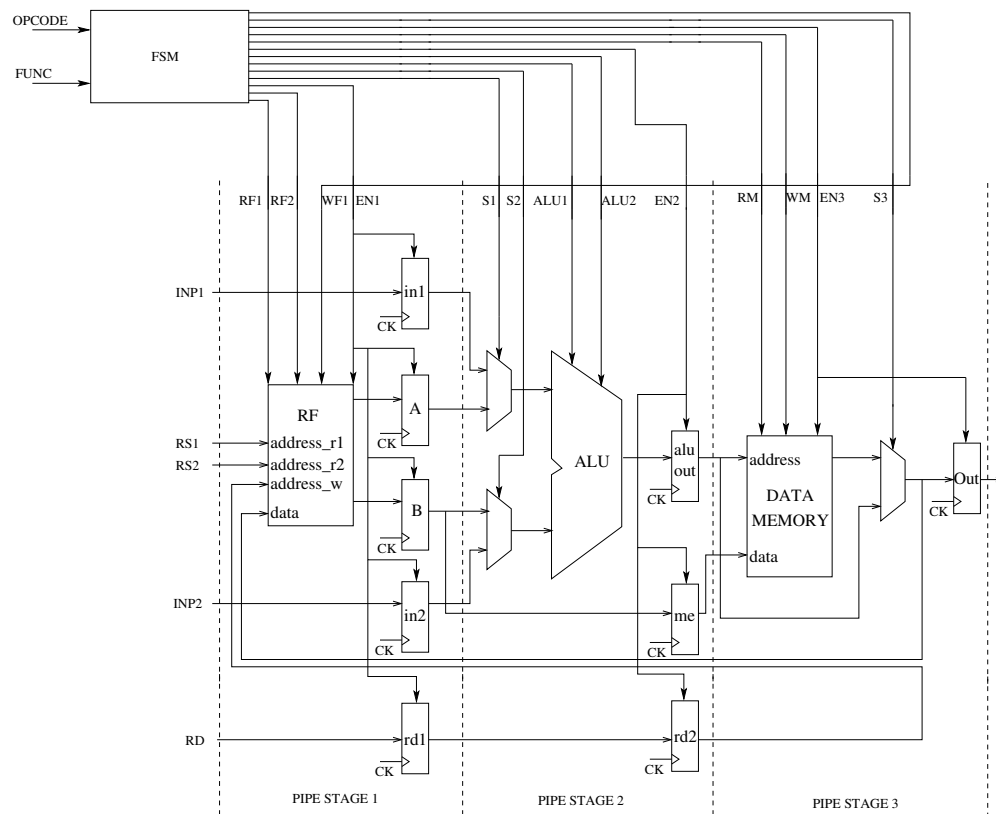 OPCODE
FSM
FUNC
RF1 RF2 WF1 EN1 S1 S2 ALU1 ALU2 EN2 RM WM EN3 S3
INP1
in1
CK
RF
A
RS1
address_r1
CK
RS2
address_r2
address_w
data
B
CK
ALU
alu
out
CK
address
DATA
MEMORY
data
Out
CK
INP2
in2
CK
me
CK
RD
rd1
CK
rd2
CK
PIPE STAGE 1
PIPE STAGE 2
PIPE STAGE 3